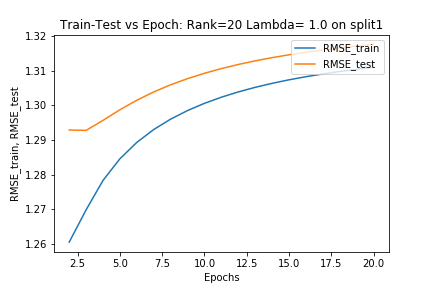 Train-Test vs Epoch: Rank=20 Lambda= 1.0 on split1
1.32
1.31
1.30
1.29
1.28
1.27
1.26
RMSE_train, RMSE_test
RMSE_train
RMSE_test
2.5 5.0 7.5 10.0 12.5 15.0 17.5 20.0
Epochs